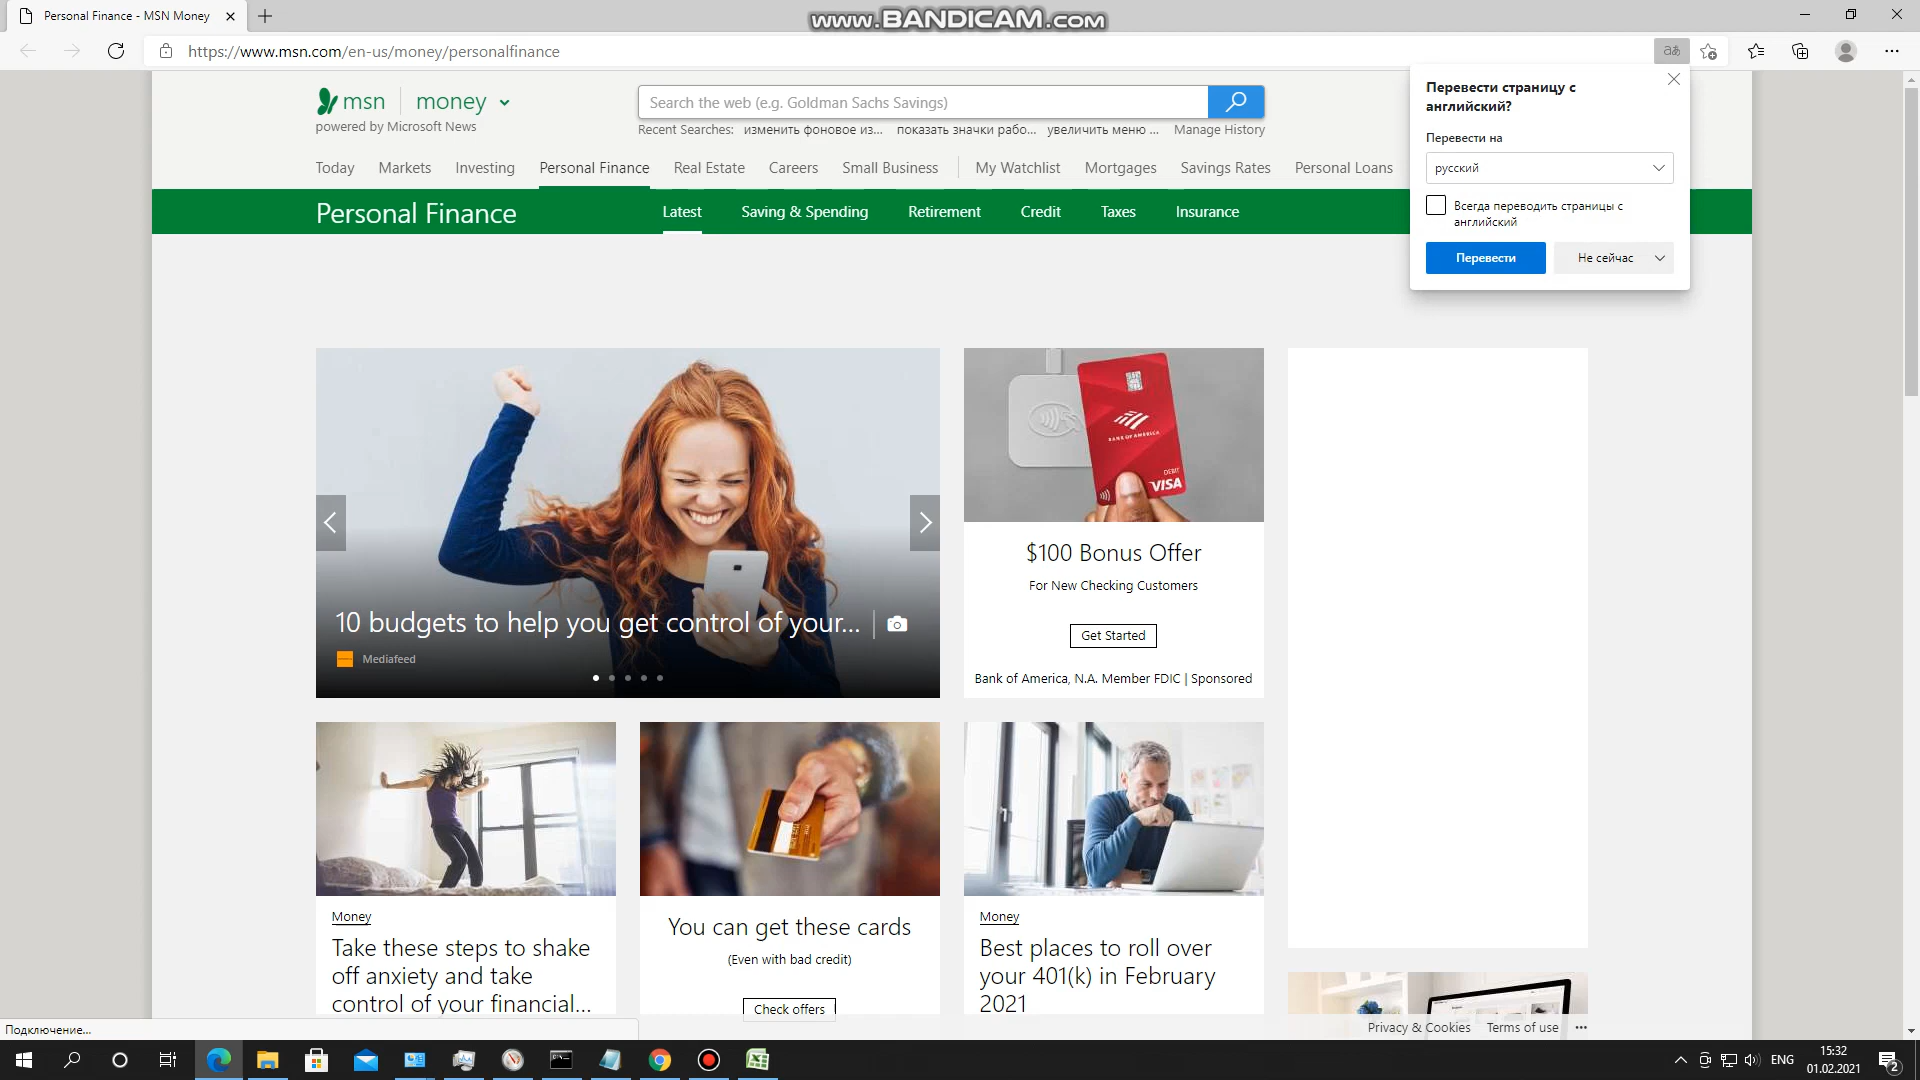 Personal Finance - MSN Money
www.BANDICAM.com
https://www.msn.com/en-us/money/personalfinance
msn money
powered by Microsoft News
Search the web (e.g. Goldman Sachs Savings)
Recent Searches: изменить фоновое из... показать значки рабо... увеличить меню ... Manage History
Today Markets Investing Personal Finance Real Estate Careers Small Business My Watchlist Mortgages Savings Rates Personal Loans
Personal Finance Latest Saving & Spending Retirement Credit Taxes Insurance
Перевести страницу с
английский?
Перевести на
русский
Всегда переводить страницы с
английский
Перевести Не сейчас
10 budgets to help you get control of your...
Mediafeed
BANK OF AMERICA
DEBIT
VISA
$100 Bonus Offer
For New Checking Customers
Get Started
Bank of America, N.A. Member FDIC | Sponsored
Money
Take these steps to shake
off anxiety and take
control of your financial...
You can get these cards
(Even with bad credit)
Check offers
Money
Best places to roll over
your 401(k) in February
2021
Privacy & Cookies Terms of use ...
Подключение...
ENG
15:32
01.02.2021
2